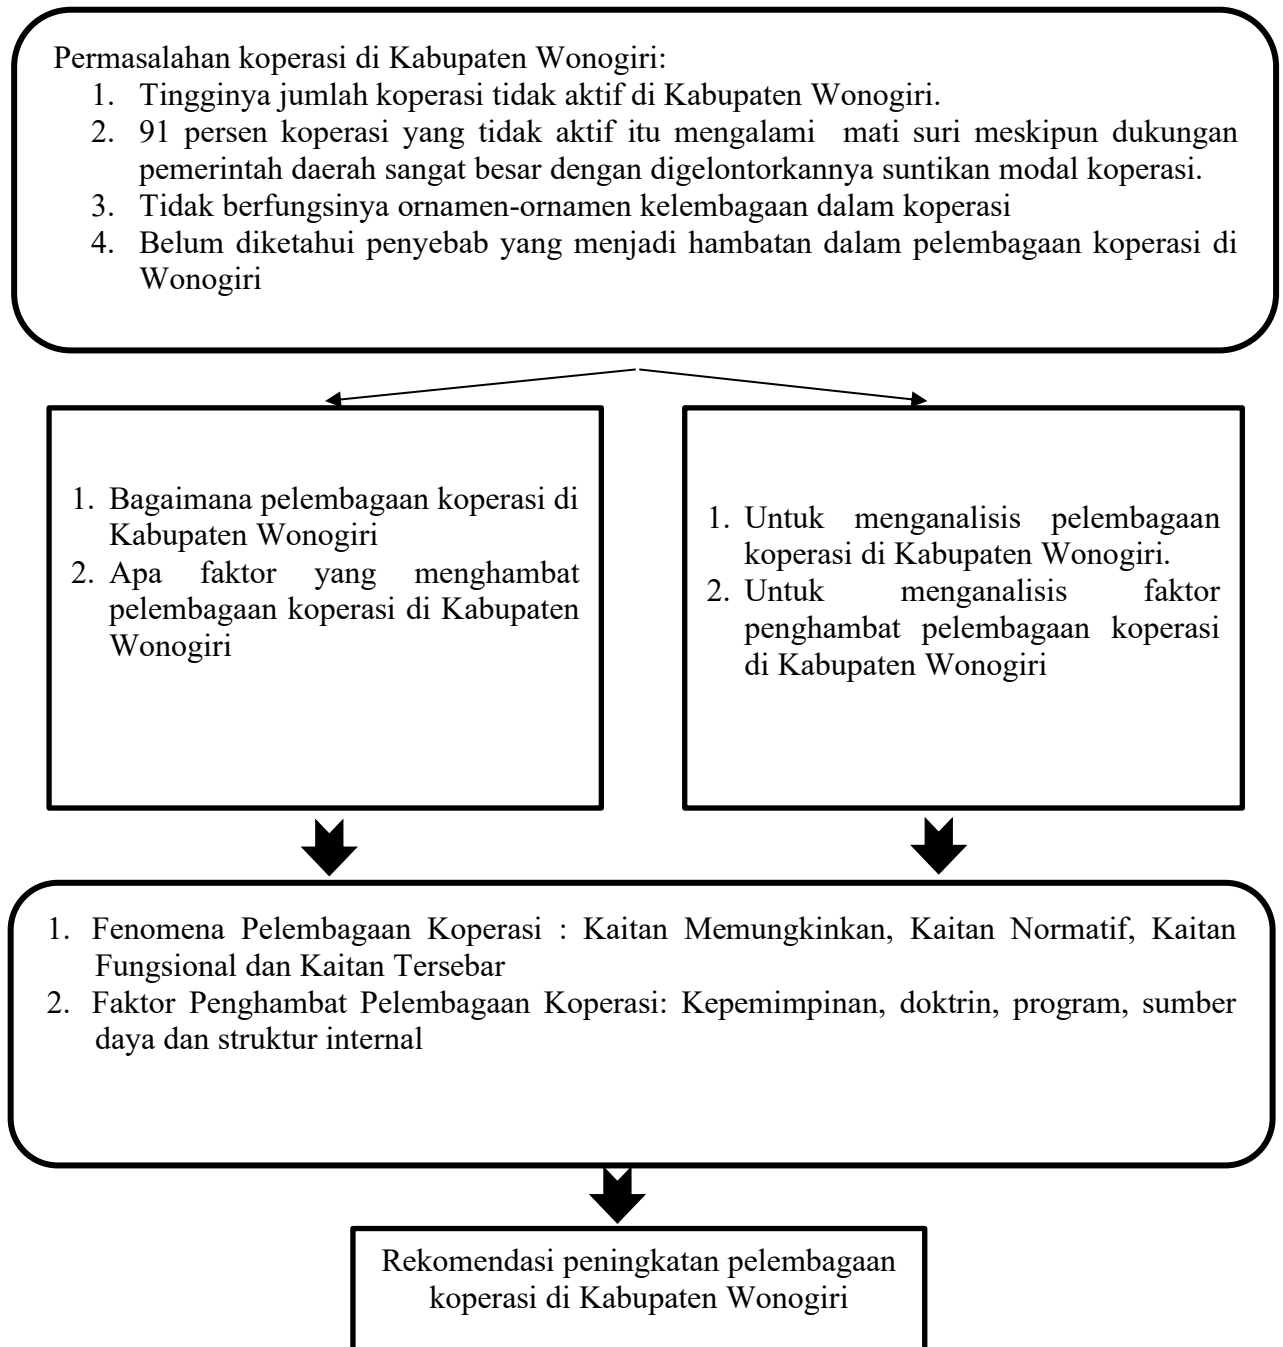 Permasalahan koperasi di Kabupaten Wonogiri:
1. Tingginya jumlah koperasi tidak aktif di Kabupaten Wonogiri.
2. 91 persen koperasi yang tidak aktif itu mengalami mati suri meskipun dukungan
pemerintah daerah sangat besar dengan digelontorkannya suntikan modal koperasi.
3. Tidak berfungsinya ornamen-ornamen kelembagaan dalam koperasi
4. Belum diketahui penyebab yang menjadi hambatan dalam pelembagaan koperasi di
Wonogiri
1. Bagaimana pelembagaan koperasi di
Kabupaten Wonogiri
2. Apa faktor yang menghambat
pelembagaan koperasi di Kabupaten
Wonogiri
1. Untuk menganalisis pelembagaan
koperasi di Kabupaten Wonogiri.
2. Untuk menganalisis faktor
penghambat pelembagaan koperasi
di Kabupaten Wonogiri
1. Fenomena Pelembagaan Koperasi : Kaitan Memungkinkan, Kaitan Normatif, Kaitan
Fungsional dan Kaitan Tersebar
2. Faktor Penghambat Pelembagaan Koperasi: Kepemimpinan, doktrin, program, sumber
daya dan struktur internal
Rekomendasi peningkatan pelembagaan
koperasi di Kabupaten Wonogiri